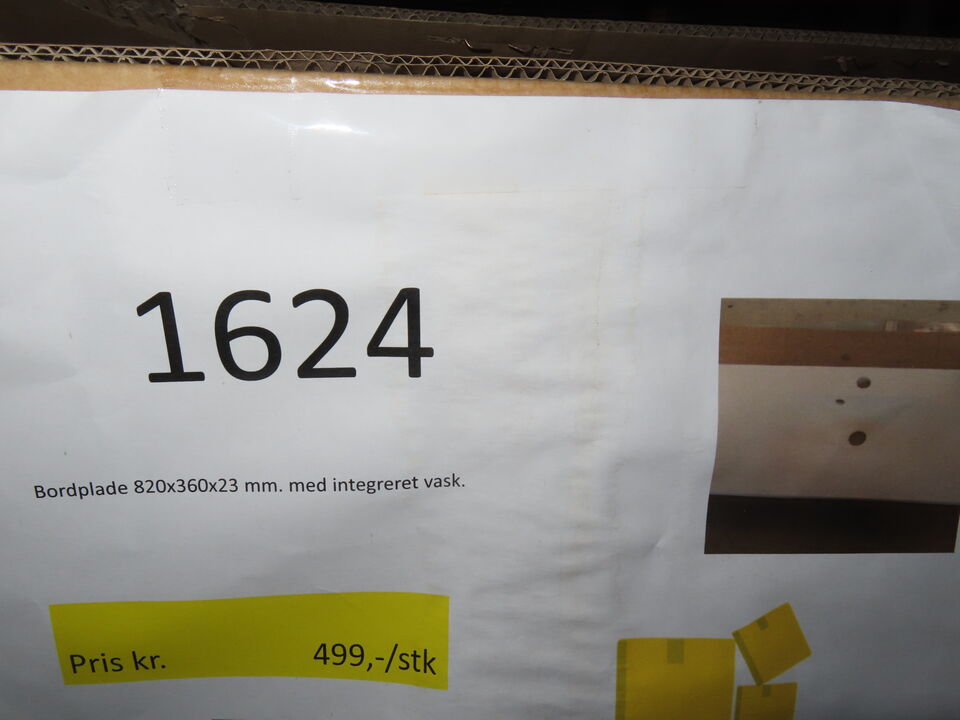 1624
Bordplade 820x360x23 mm. med integreret vask.
Pris kr. 499,-/stk